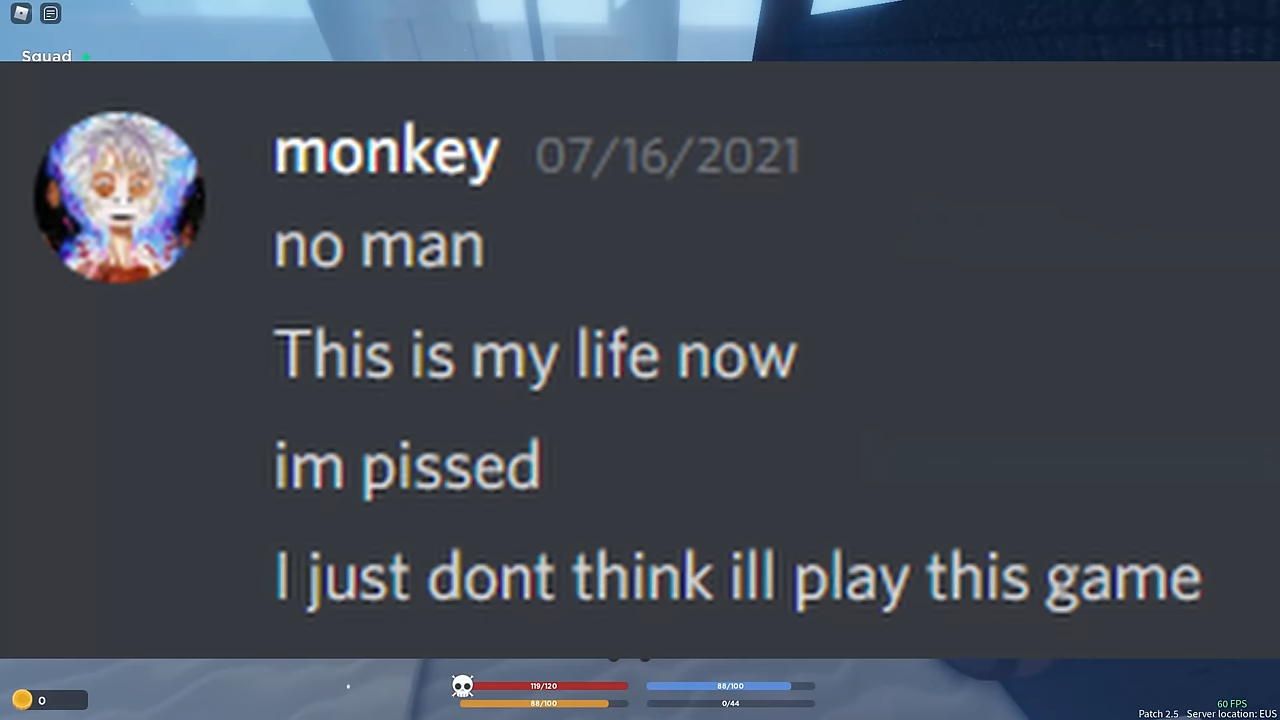 Squad
monkey 07/16/2021
no man
This is my life now
im pissed
I just dont think ill play this game
119/120
88/100
88/100
0/44
0
60 FPS
Patch 2.5 Server location: EUS